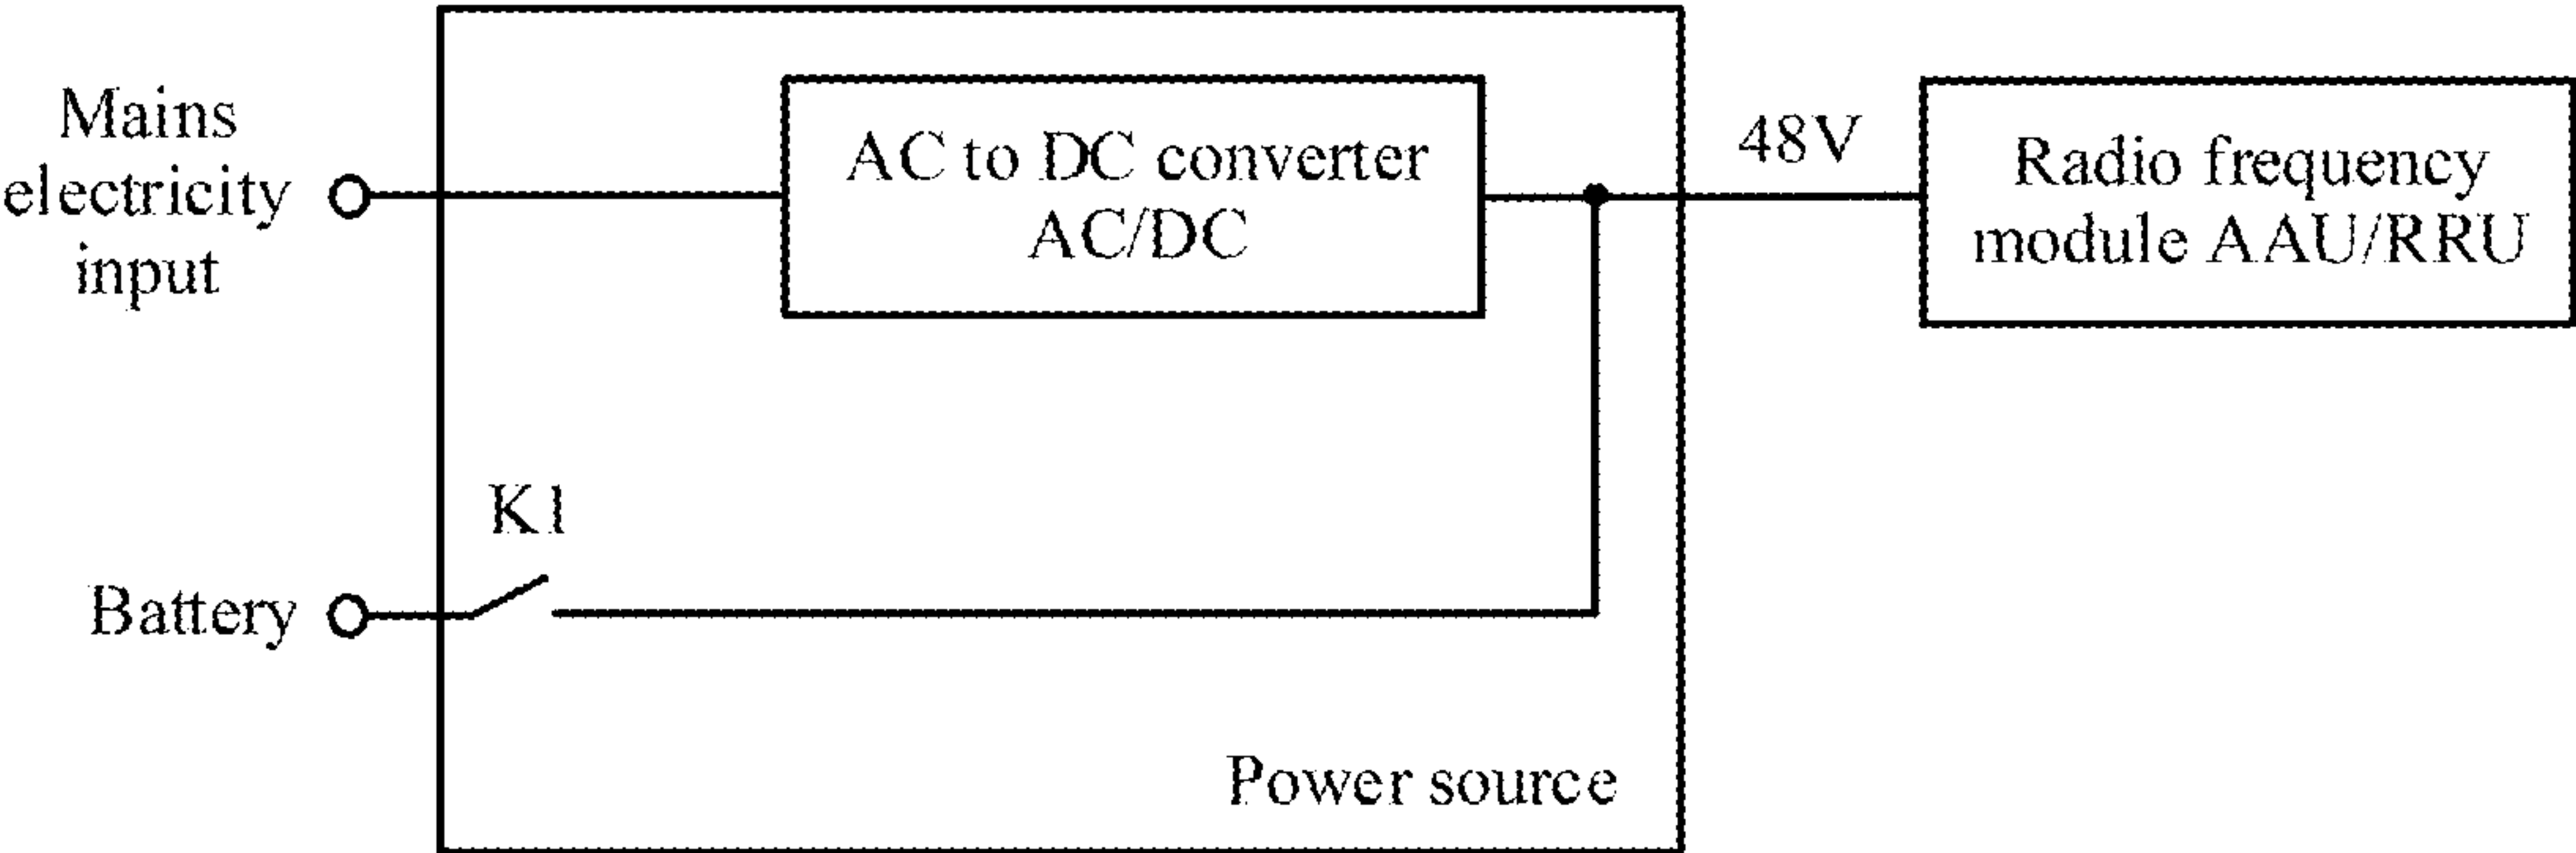 Mains
electricity
input
AC to DC converter
AC/DC
48V
Radio frequency
module AAU/RRU
K1
Battery
Power source